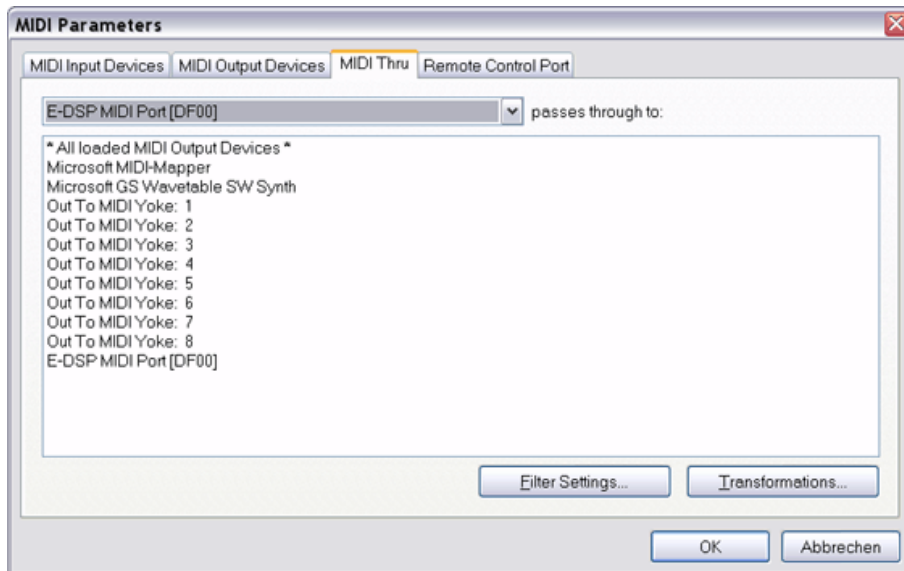 MIDI Parameters
MIDI Input Devices MIDI Output Devices MIDI Thru Remote Control Port
E-DSP MIDI Port [DF00] passes through to:
* All loaded MIDI Output Devices *
Microsoft MIDI-Mapper
Microsoft GS Wavetable SW Synth
Out To MIDI Yoke: 1
Out To MIDI Yoke: 2
Out To MIDI Yoke: 3
Out To MIDI Yoke: 4
Out To MIDI Yoke: 5
Out To MIDI Yoke: 6
Out To MIDI Yoke: 7
Out To MIDI Yoke: 8
E-DSP MIDI Port [DF00]
Filter Settings... Transformations...
OK Abbrechen